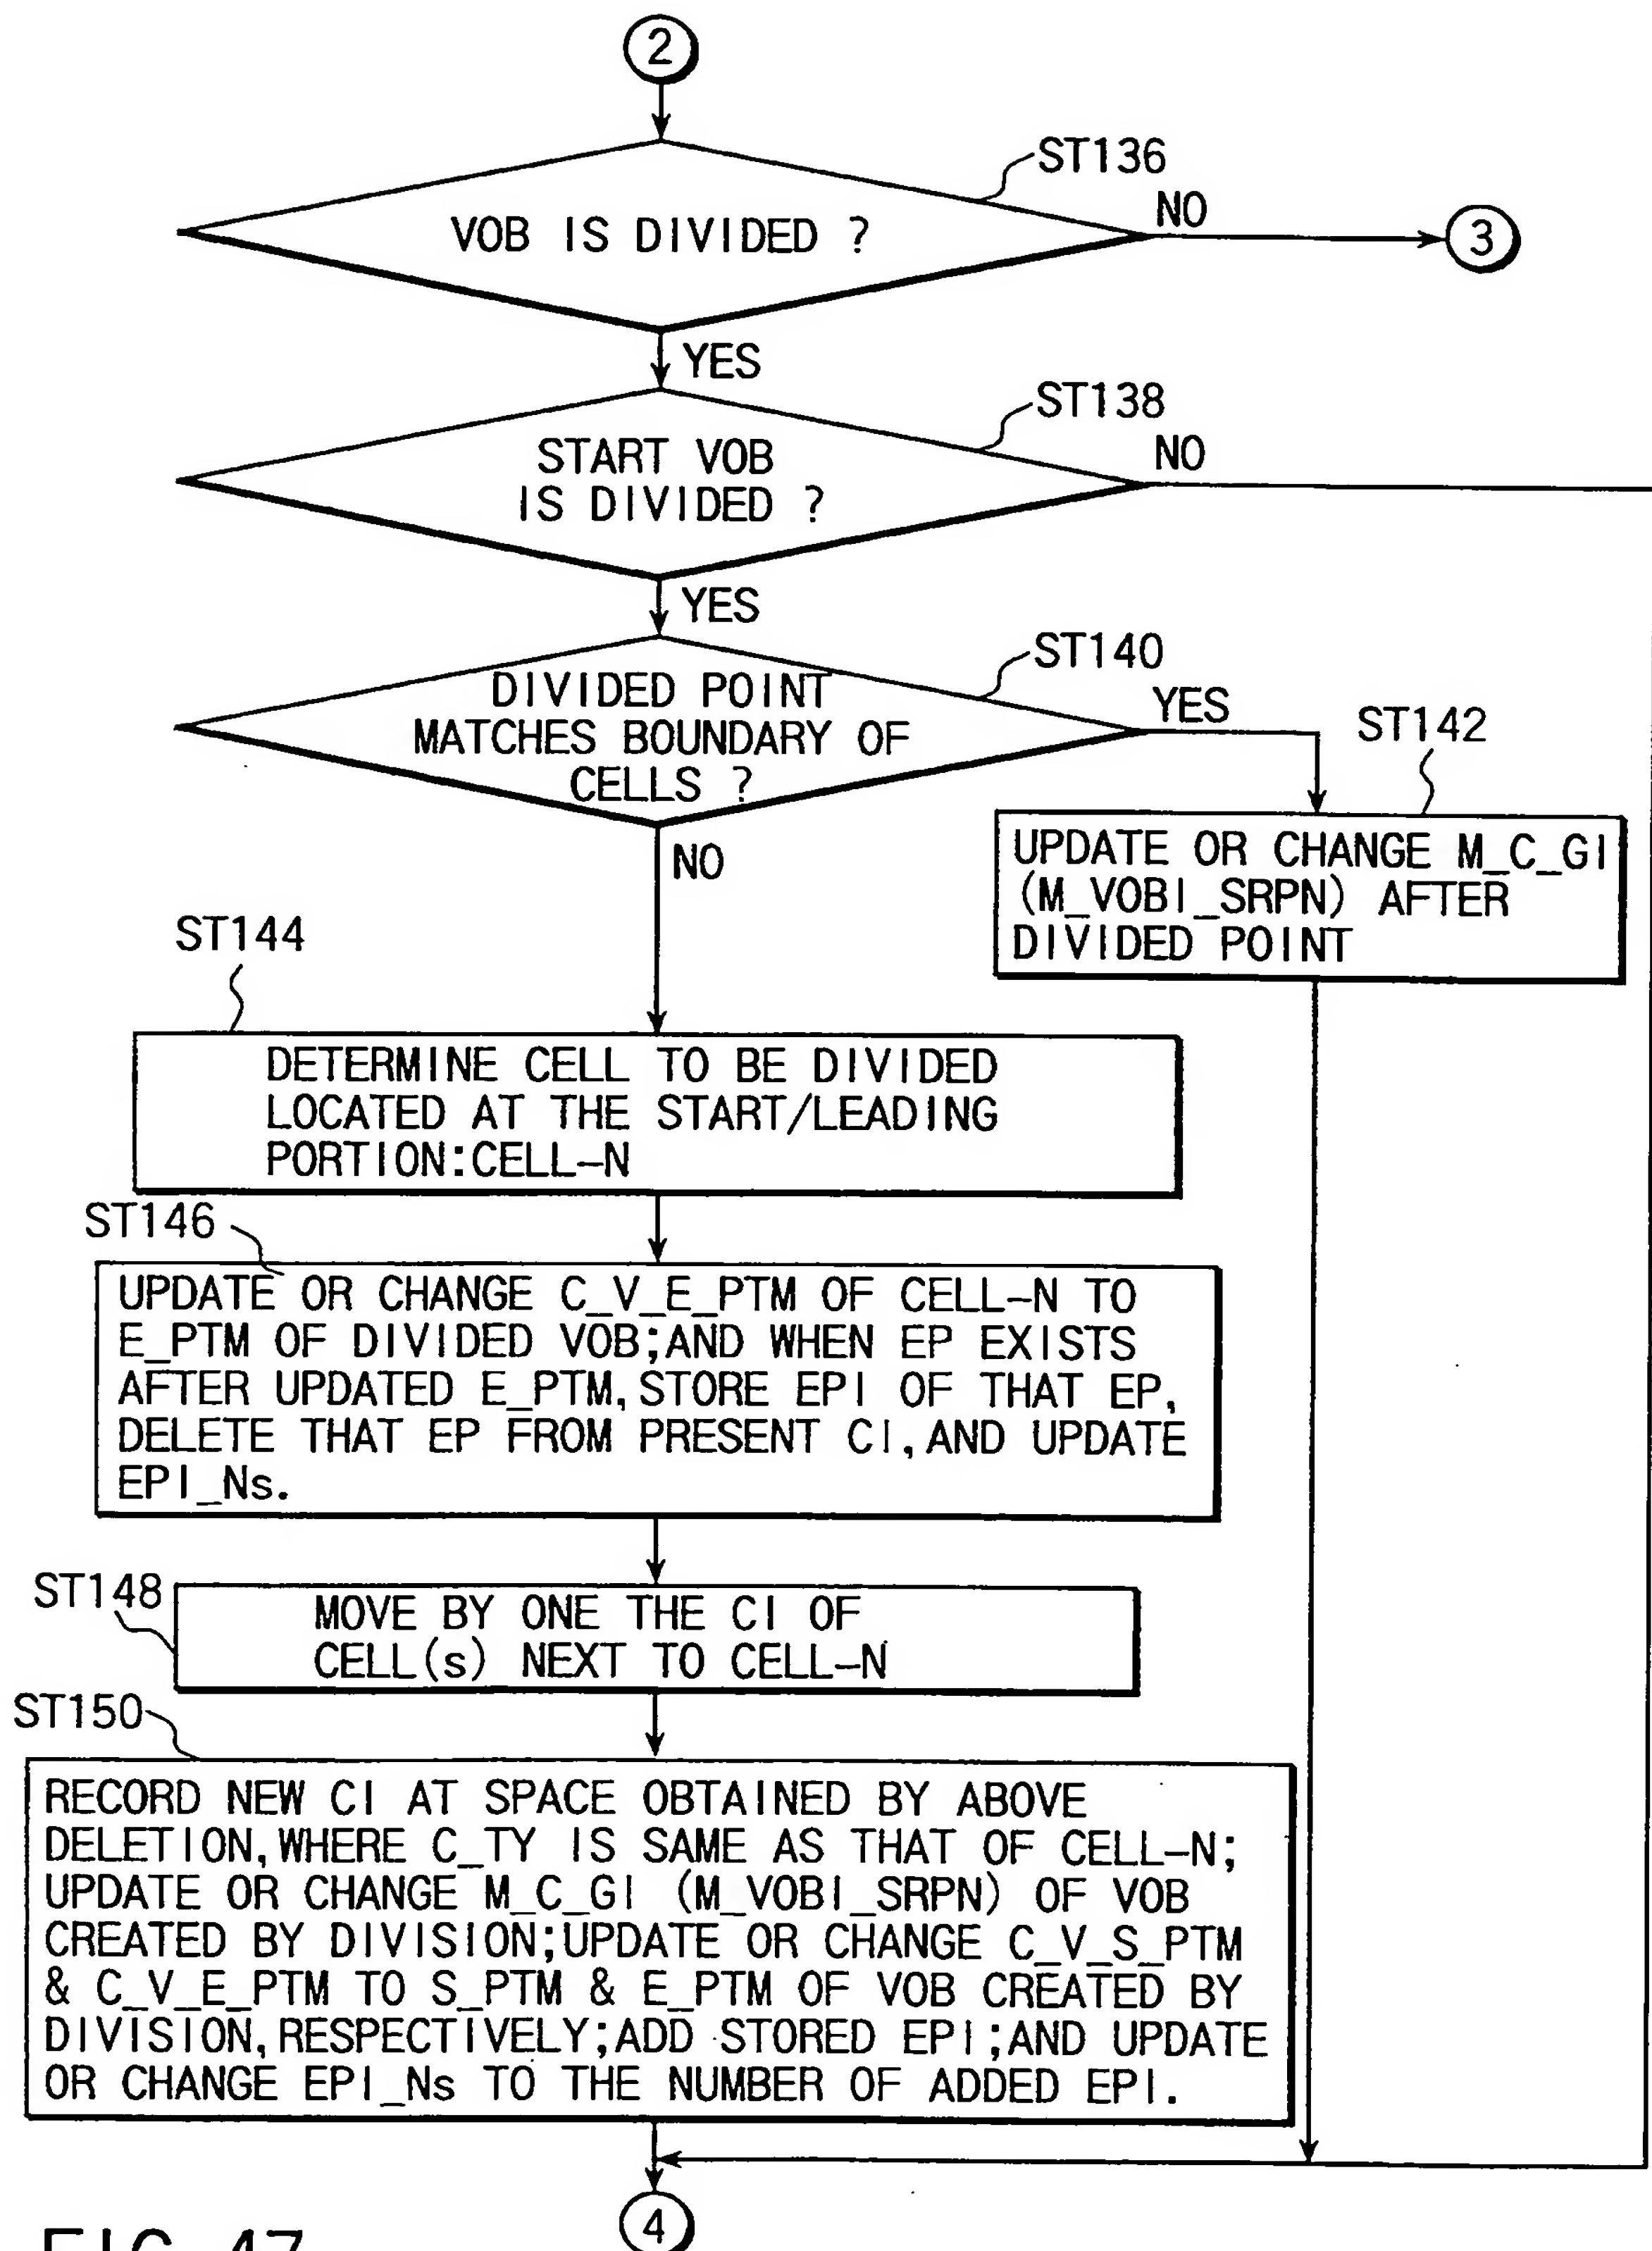 2
ST136
VOB IS DIVIDED ?
NO
3
YES
ST138
START VOB
IS DIVIDED ?
NO
YES
ST140
DIVIDED POINT
MATCHES BOUNDARY OF
CELLS ?
YES
ST142
UPDATE OR CHANGE M_C_GI
(M_VOBI_SRPN) AFTER
DIVIDED POINT
NO
ST144
DETERMINE CELL TO BE DIVIDED
LOCATED AT THE START/LEADING
PORTION:CELL-N
ST146
UPDATE OR CHANGE C_V_E_PTM OF CELL-N TO
E_PTM OF DIVIDED VOB;AND WHEN EP EXISTS
AFTER UPDATED E_PTM,STORE EPI OF THAT EP,
DELETE THAT EP FROM PRESENT CI,AND UPDATE
EPI_Ns.
ST148
MOVE BY ONE THE CI OF
CELL(s) NEXT TO CELL-N
ST150
RECORD NEW CI AT SPACE OBTAINED BY ABOVE
DELETION,WHERE C_TY IS SAME AS THAT OF CELL-N;
UPDATE OR CHANGE M_C_GI (M_VOBI_SRPN) OF VOB
CREATED BY DIVISION;UPDATE OR CHANGE C_V_S_PTM
& C_V_E_PTM TO S_PTM & E_PTM OF VOB CREATED BY
DIVISION,RESPECTIVELY;ADD STORED EPI;AND UPDATE
OR CHANGE EPI_Ns TO THE NUMBER OF ADDED EPI.
4
FIG. 47